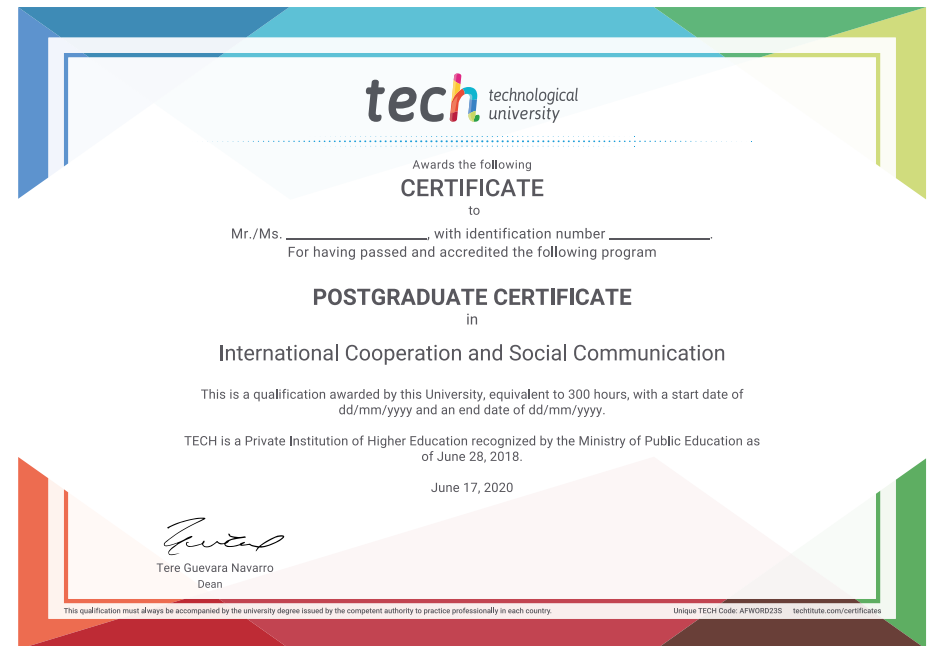 tech technological
university
Awards the following
CERTIFICATE
to
Mr./Ms. ____________________, with identification number ______________.
For having passed and accredited the following program
POSTGRADUATE CERTIFICATE
in
International Cooperation and Social Communication
This is a qualification awarded by this University, equivalent to 300 hours, with a start date of
dd/mm/yyyy and an end date of dd/mm/yyyy.
TECH is a Private Institution of Higher Education recognized by the Ministry of Public Education as
of June 28, 2018.
June 17, 2020
Tere Guevara Navarro
Dean
This qualification must always be accompanied by the university degree issued by the competent authority to practice professionally in each country. Unique TECH Code: AFWORD23S techtitute.com/certificates